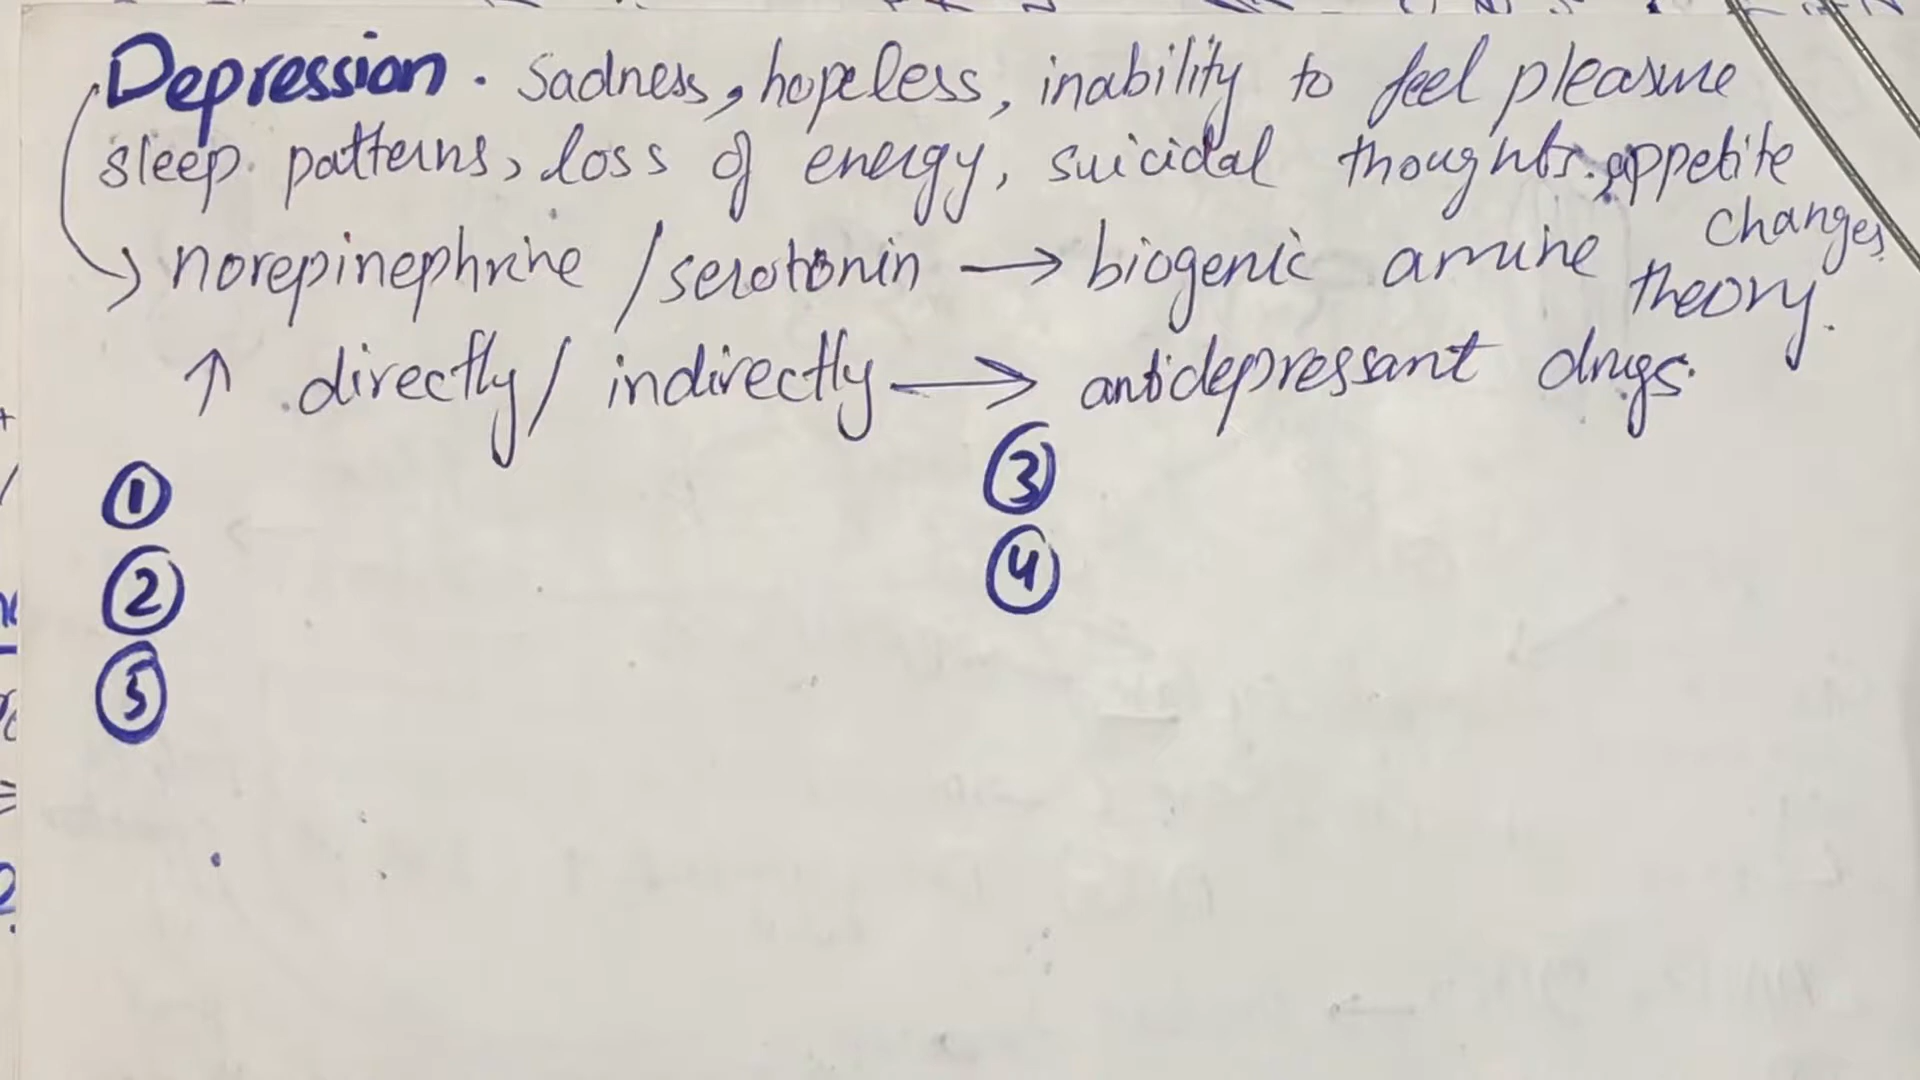 Depression. Sadness, hopeless, inability to feel pleasure
sleep patterns, loss of energy, suicidal thoughts, appetite
changes.
→ norepinephrine / serotonin → biogenic amine
theory.
↑ directly / indirectly → antidepressant drugs.
① ③
② ④
⑤